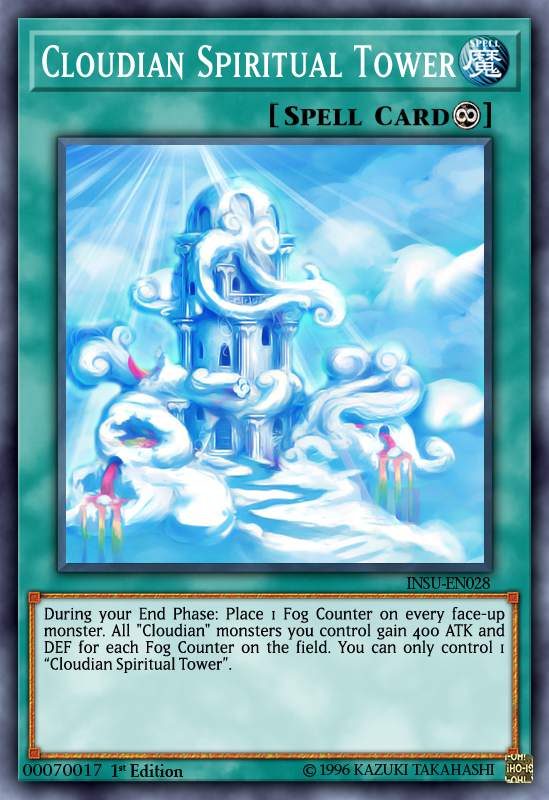 Cloudian Spiritual Tower
SPELL
魔
[Spell Card]
INSU-EN028
During your End Phase: Place 1 Fog Counter on every face-up
monster. All "Cloudian" monsters you control gain 400 ATK and
DEF for each Fog Counter on the field. You can only control 1
“Cloudian Spiritual Tower".
00070017 1st Edition
© 1996 KAZUKI TAKAHASHI